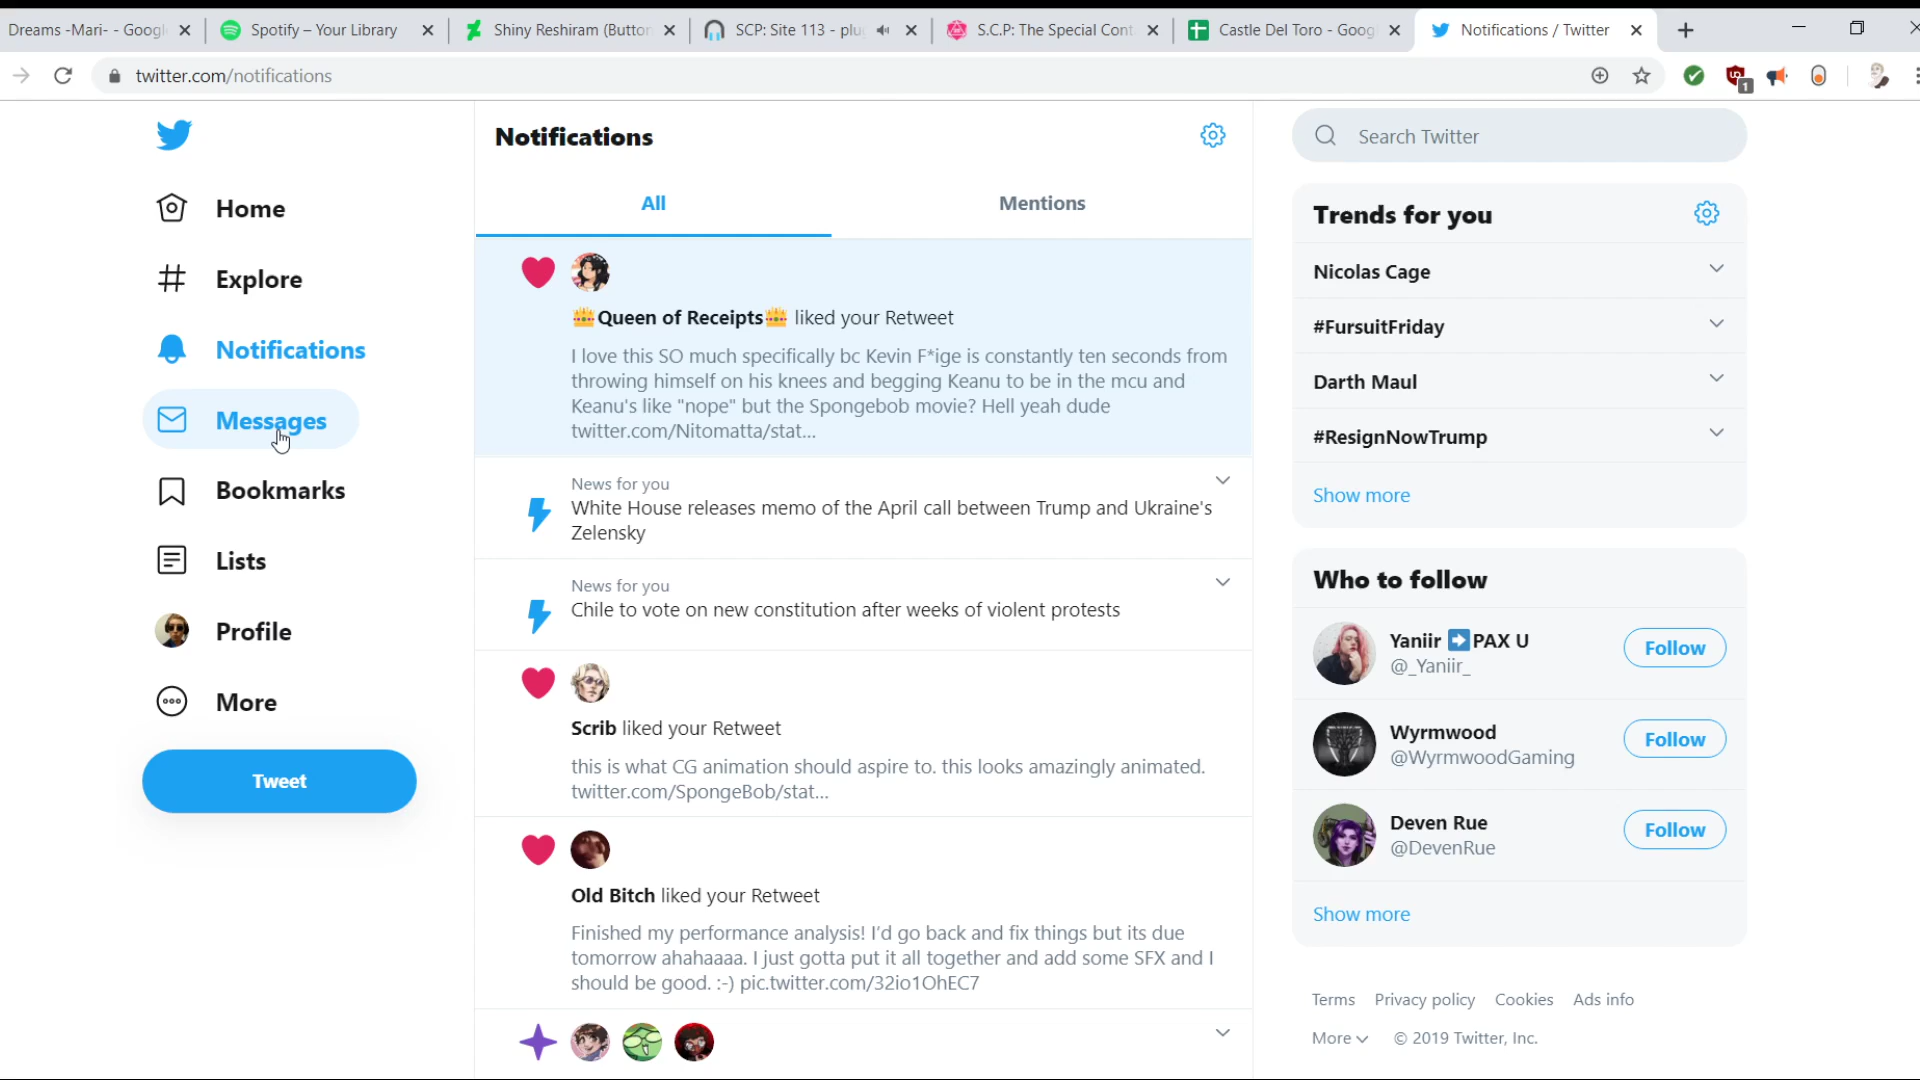 Dreams -Mari- - Googl
Spotify – Your Library
Shiny Reshiram (Button
SCP: Site 113 - plu
S.C.P: The Special Cont
Castle Del Toro - Goog
Notifications / Twitter
twitter.com/notifications
1
Home
Explore
Notifications
Messages
Bookmarks
Lists
Profile
More
Tweet
Notifications
All
Mentions
👑Queen of Receipts👑 liked your Retweet
I love this SO much specifically bc Kevin F*ige is constantly ten seconds from
throwing himself on his knees and begging Keanu to be in the mcu and
Keanu's like "nope" but the Spongebob movie? Hell yeah dude
twitter.com/Nitomatta/stat...
News for you
White House releases memo of the April call between Trump and Ukraine's
Zelensky
News for you
Chile to vote on new constitution after weeks of violent protests
Scrib liked your Retweet
this is what CG animation should aspire to. this looks amazingly animated.
twitter.com/SpongeBob/stat...
Old Bitch liked your Retweet
Finished my performance analysis! I'd go back and fix things but its due
tomorrow ahahaaaa. I just gotta put it all together and add some SFX and I
should be good. :-) pic.twitter.com/32io1OhEC7
Search Twitter
Trends for you
Nicolas Cage
#FursuitFriday
Darth Maul
#ResignNowTrump
Show more
Who to follow
Yaniir ➡️PAX U
@_Yaniir_
Follow
Wyrmwood
@WyrmwoodGaming
Follow
Deven Rue
@DevenRue
Follow
Show more
Terms Privacy policy Cookies Ads info
More © 2019 Twitter, Inc.